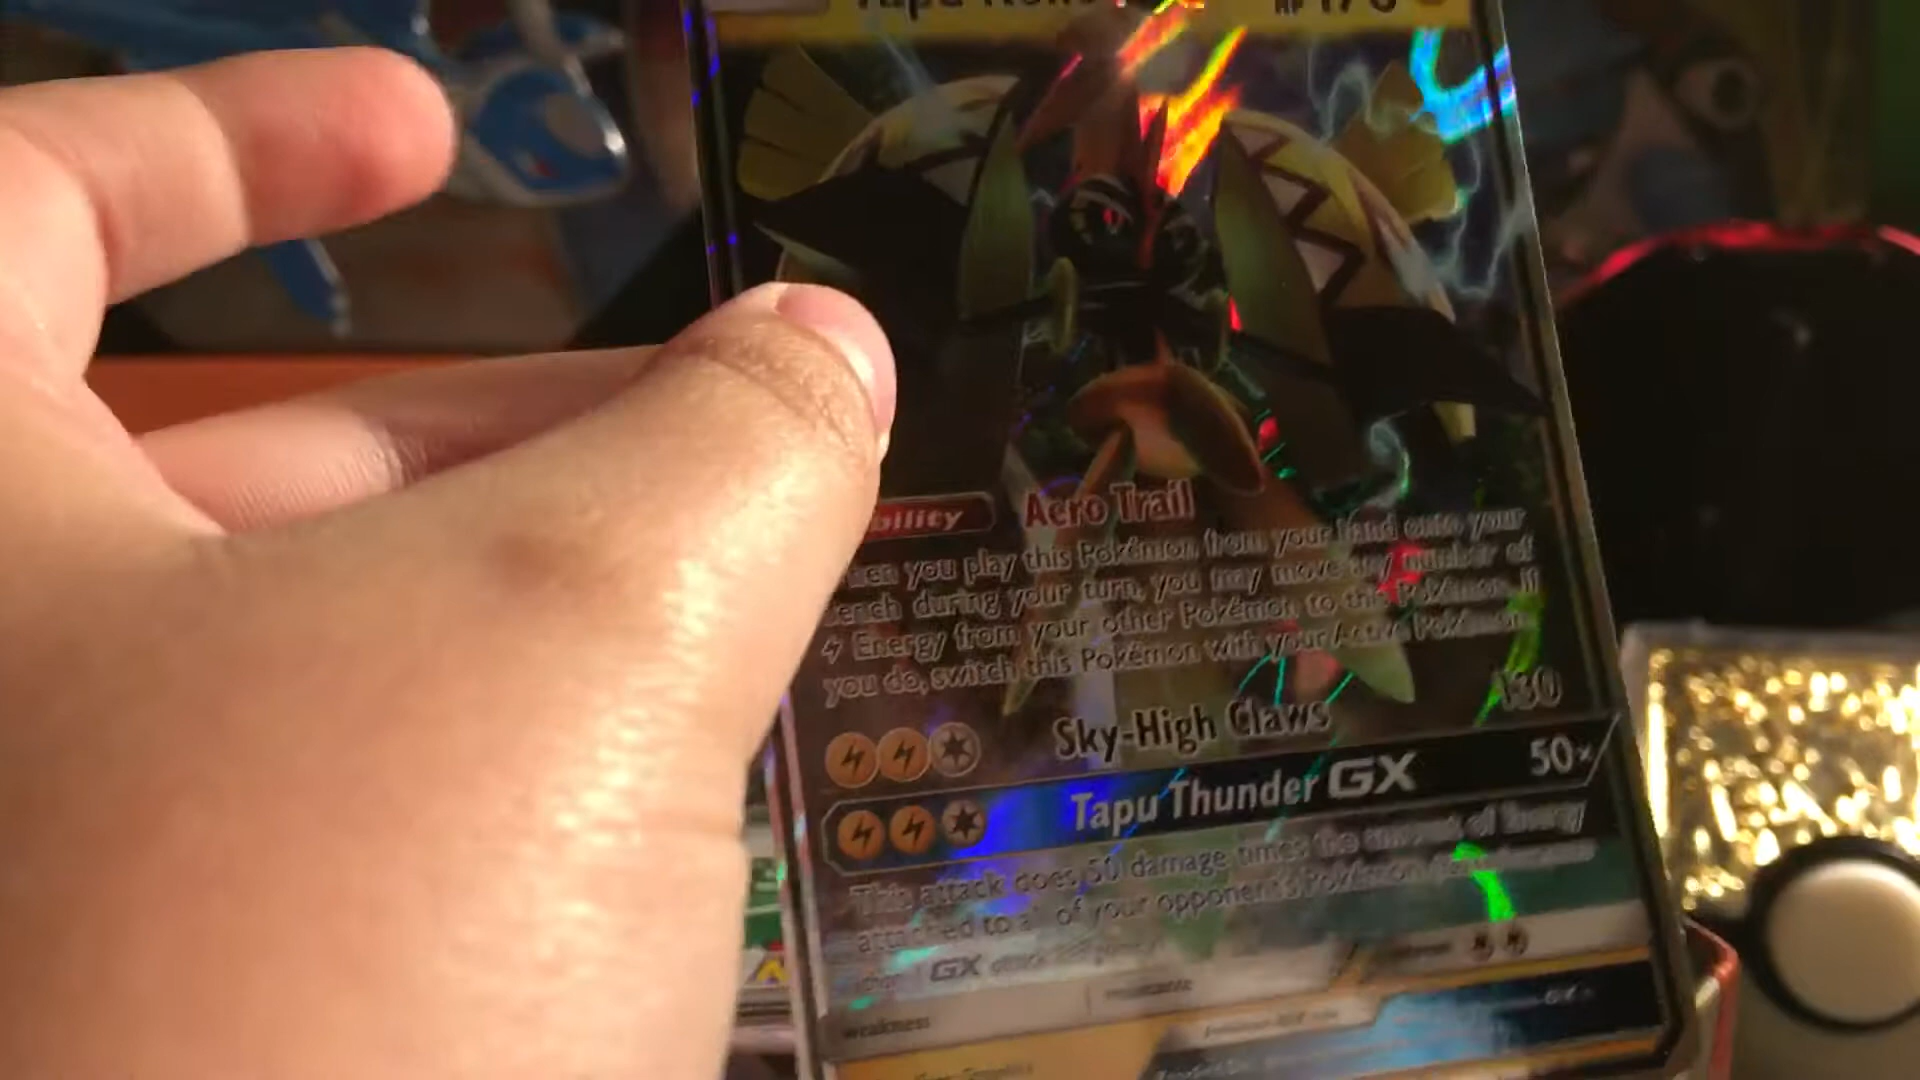 Tapu Koko
Ability Aero Trail
When you play this Pokémon from your hand onto your
Bench during your turn, you may move any number of
Energy from your other Pokémon to this Pokémon. If
you do, switch this Pokémon with your Active Pokémon.
Sky-High Claws 130
Tapu Thunder GX 50×
This attack does 50 damage times the amount of Energy
attached to all of your opponent's Pokémon.
GX
weakness resistance